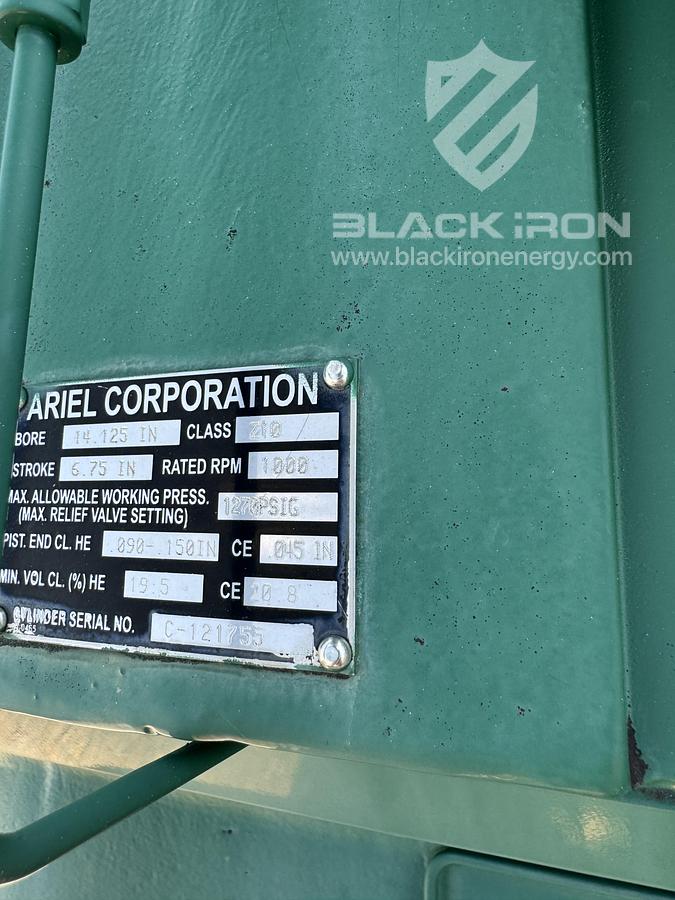 BLACK IRON
www.blackironenergy.com
ARIEL CORPORATION
BORE 14.125 IN CLASS
STROKE 6.75 IN RATED RPM 1000
MAX. ALLOWABLE WORKING PRESS.
(MAX. RELIEF VALVE SETTING) 1270PSIG
PIST. END CL. HE .090-.150IN CE .045 IN
MIN. VOL CL. (%) HE 19.5 CE 20.8
CYLINDER SERIAL NO. C-121755